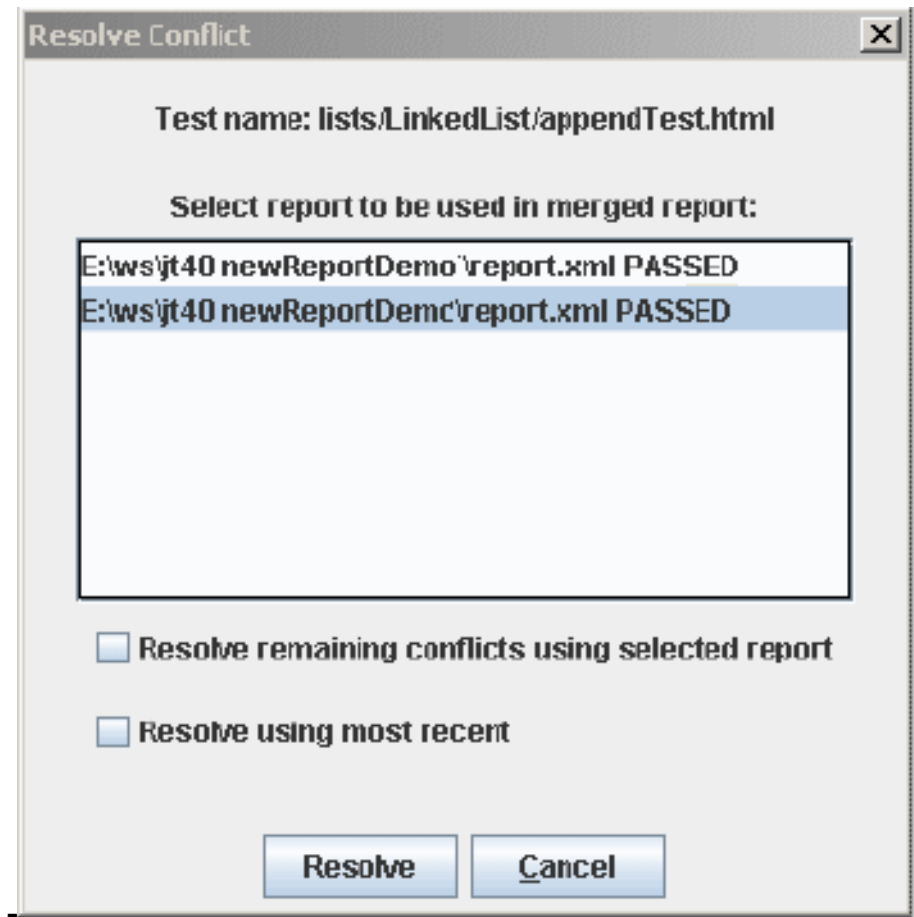 Resolve Conflict
Test name: lists/LinkedList/appendTest.html
Select report to be used in merged report:
E:\ws\jt40 \report.xml PASSED
E:\ws\jt40 \report.xml PASSED
Resolve remaining conflicts using selected report
Resolve using most recent
Resolve
Cancel